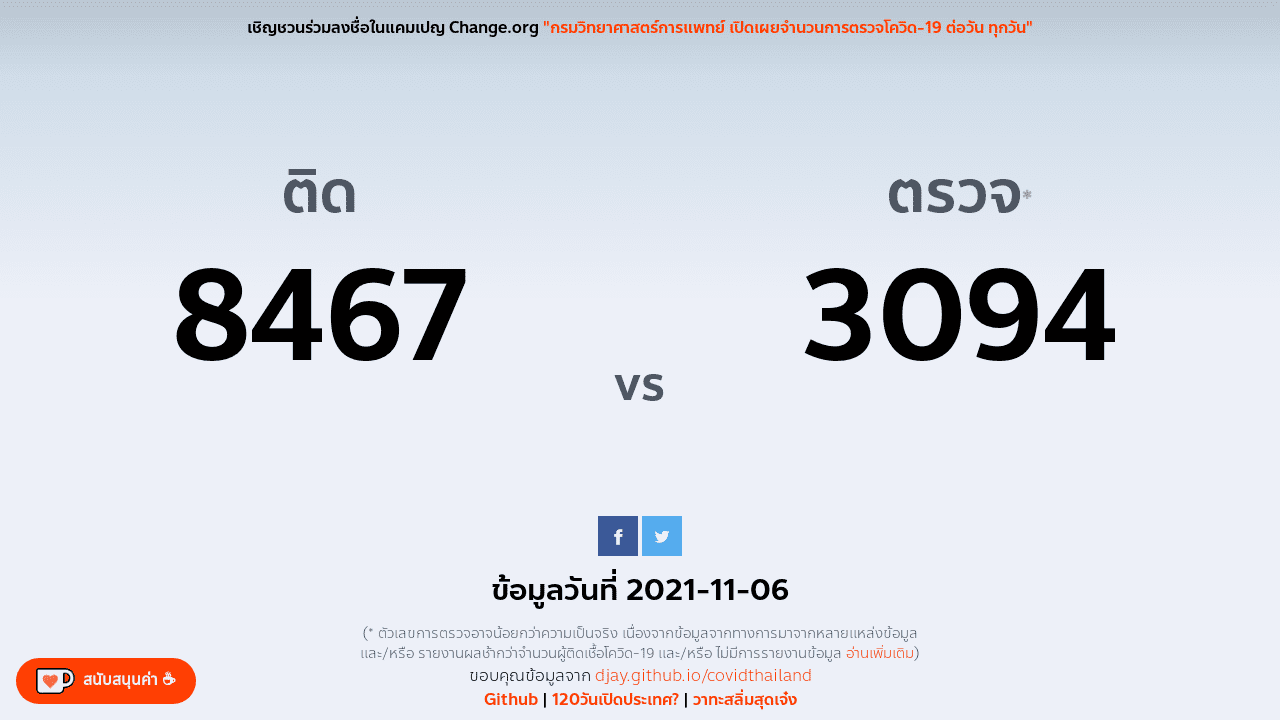 เชิญชวนร่วมลงชื่อในแคมเปญ Change.org "กรมวิทยาศาสตร์การแพทย์ เปิดเผยจำนวนการตรวจโควิด-19 ต่อวัน ทุกวัน"
ติด
ตรวจ*
8467
3094
vs
ข้อมูลวันที่ 2021-11-06
(* ตัวเลขการตรวจอาจน้อยกว่าความเป็นจริง เนื่องจากข้อมูลจากทางการมาจากหลายแหล่งข้อมูล
และ/หรือ รายงานผลช้ากว่าจำนวนผู้ติดเชื้อโควิด-19 และ/หรือ ไม่มีการรายงานข้อมูล อ่านเพิ่มเติม)
ขอบคุณข้อมูลจาก djay.github.io/covidthailand
สนับสนุนค่า ☕
Github | 120วันเปิดประเทศ? | วาทะสลิ่มสุดเจ๋ง